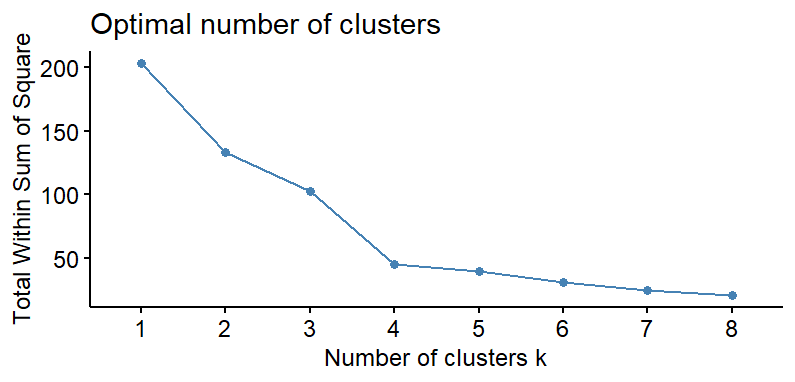 Optimal number of clusters
Total Within Sum of Square
200
150
100
50
1 2 3 4 5 6 7 8
Number of clusters k